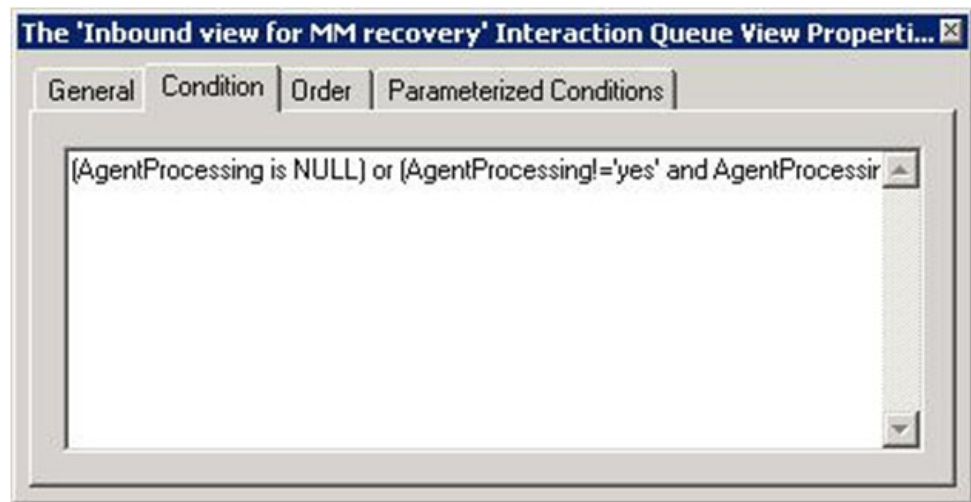 The 'Inbound view for MM recovery' Interaction Queue View Properti...
General Condition Order Parameterized Conditions
(AgentProcessing is NULL) or (AgentProcessing!='yes' and AgentProcessin